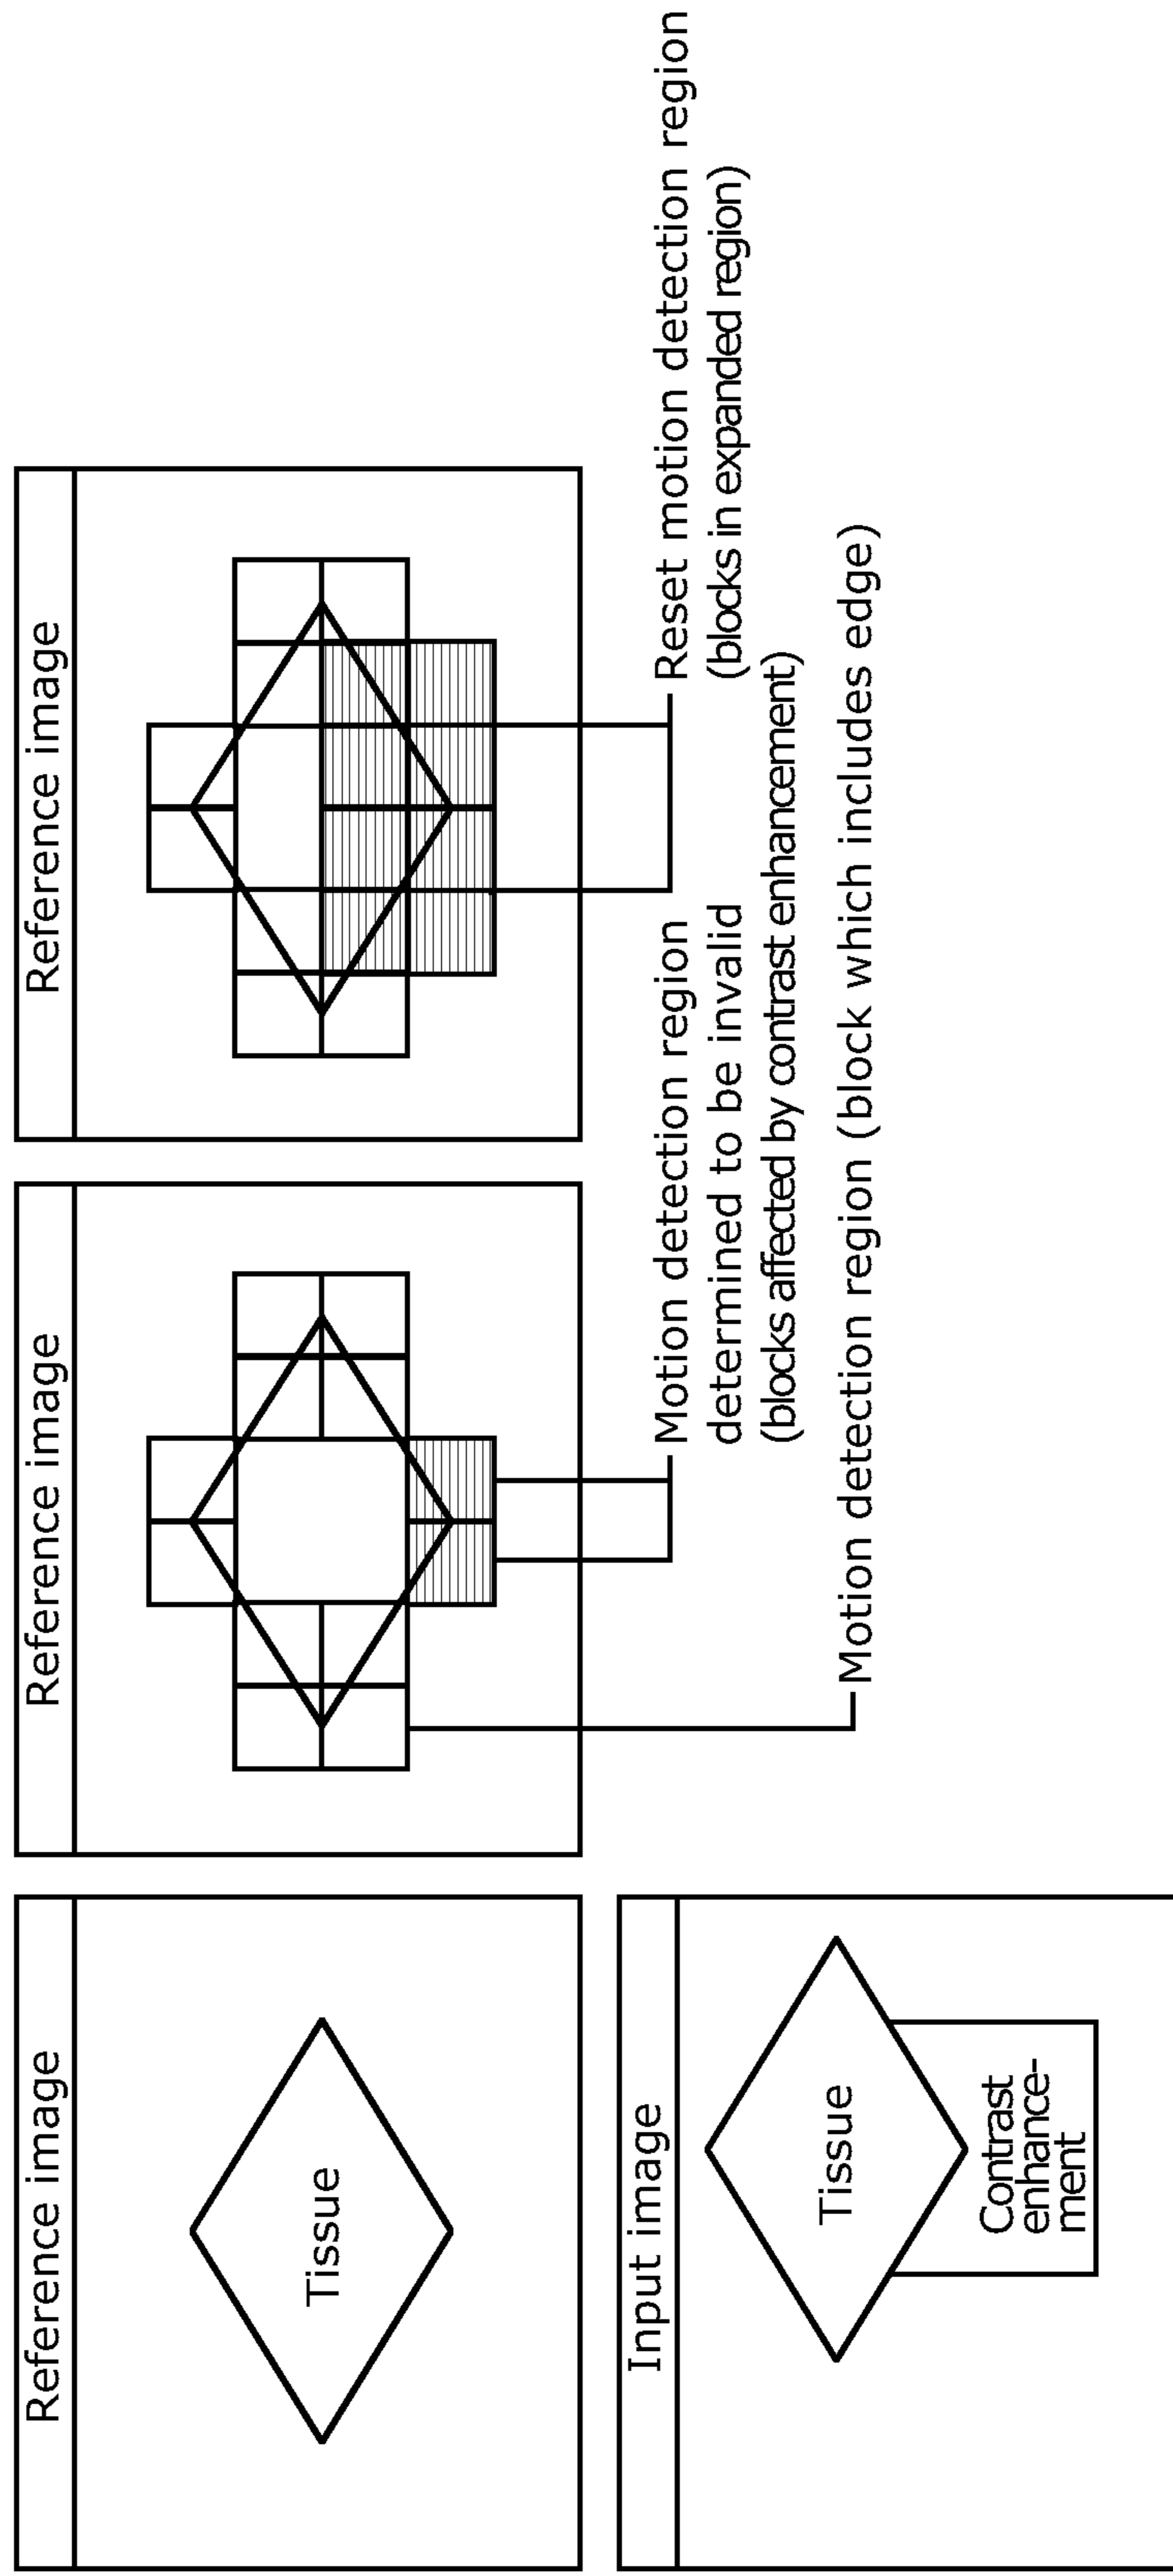 Reference image
Tissue
Reference image
Reference image
Input image
Tissue
Contrast
enhance-
ment
Motion detection region
determined to be invalid
(blocks affected by contrast enhancement)
Reset motion detection region
(blocks in expanded region)
Motion detection region (block which includes edge)